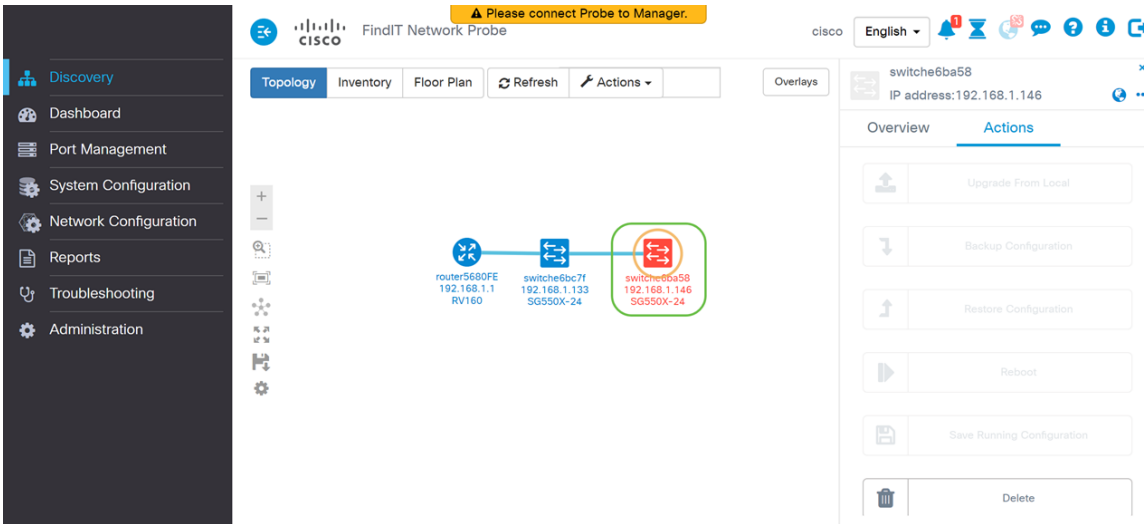 Please connect Probe to Manager.
CISCO
FindIT Network Probe
cisco
English
1
Discovery
Dashboard
Port Management
System Configuration
Network Configuration
Reports
Troubleshooting
Administration
Topology
Inventory
Floor Plan
Refresh
Actions
Overlays
router5680FE
192.168.1.1
RV160
switche6bc7f
192.168.1.133
SG550X-24
switche6ba58
192.168.1.146
SG550X-24
switche6ba58
IP address:192.168.1.146
Overview
Actions
Upgrade From Local
Backup Configuration
Restore Configuration
Reboot
Save Running Configuration
Delete